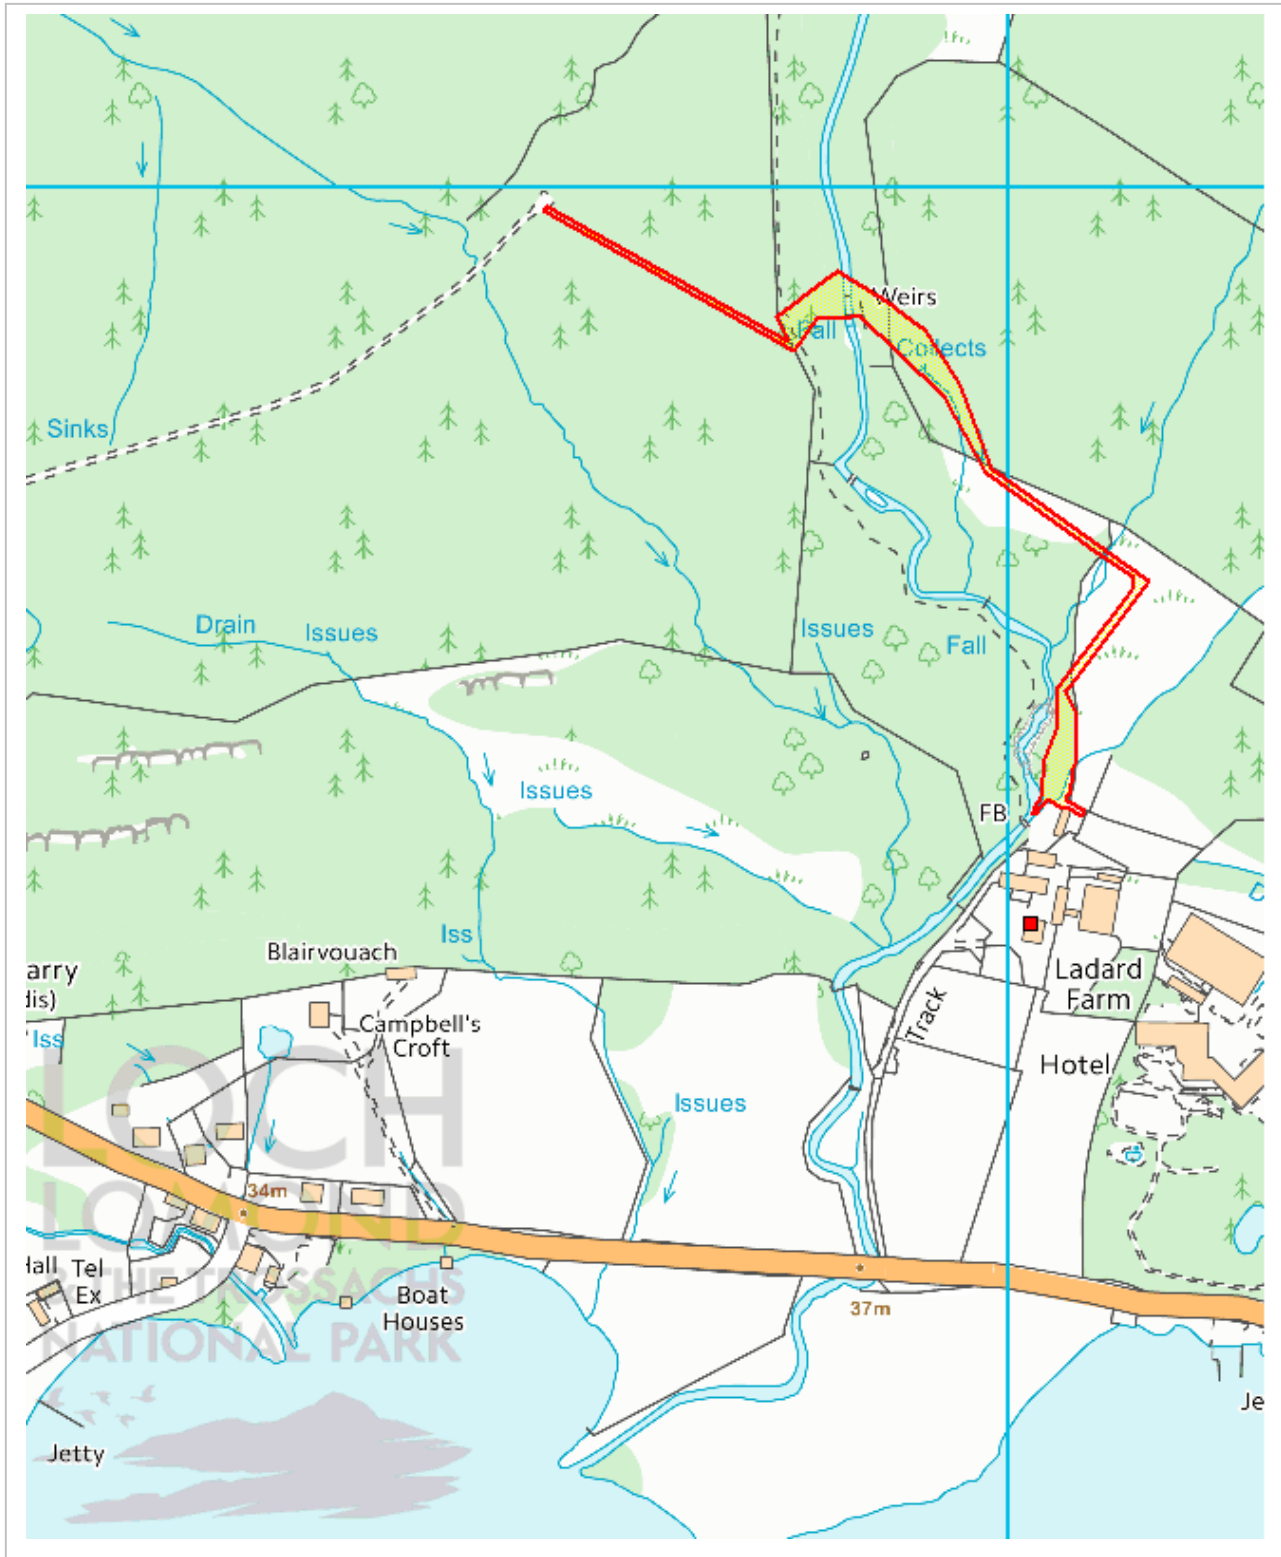 Weirs
Fall
Collects
Sinks
Drain
Issues
Issues
Fall
Issues
FB
Iss
Blairvouach
arry
dis)
Iss
Campbell's
Croft
Ladard
Farm
Track
Hotel
Issues
LOCH
LOMOND
& THE TROSSACHS
NATIONAL PARK
34m
Hall
Tel
Ex
Boat
Houses
37m
Jetty
Je
D